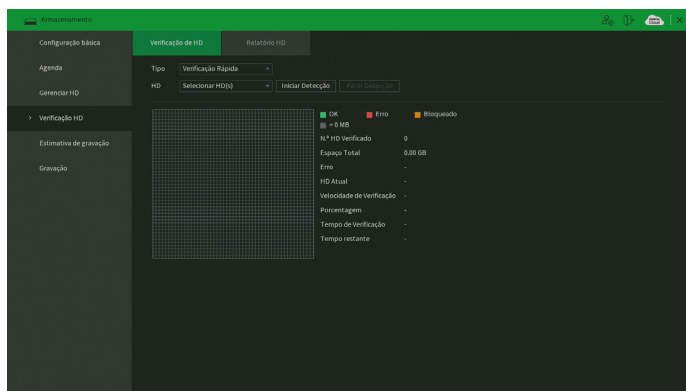 Armazenamento
Configuração básica
Agenda
Gerenciar HD
> Verificação HD
Estimativa de gravação
Gravação
Verificação de HD Relatório HD
Tipo Verificação Rápida
HD Selecionar HD(s) Iniciar Detecção Parar Detecção
OK Erro Bloqueado
= 0 MB
N.º HD Verificado 0
Espaço Total 0.00 GB
Erro -
HD Atual -
Velocidade de Verificação -
Porcentagem -
Tempo de Verificação -
Tempo restante -